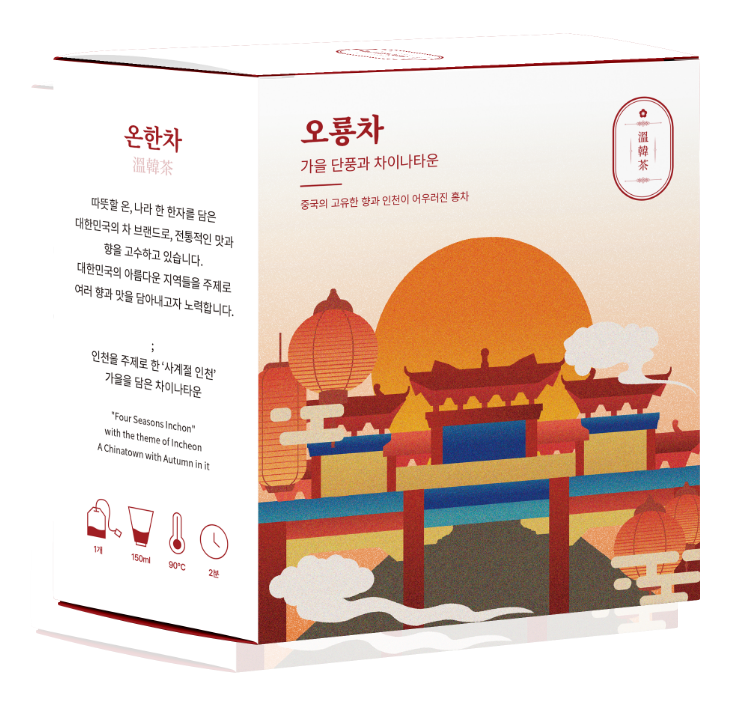 온한차
溫韓茶
따뜻할 온, 나라 한 한자를 담은
대한민국의 차 브랜드로, 전통적인 맛과
향을 고수하고 있습니다.
대한민국의 아름다운 지역들을 주제로
여러 향과 맛을 담아내고자 노력합니다.
;
인천을 주제로 한 '사계절 인천'
가을을 담은 차이나타운
"Four Seasons Inchon"
with the theme of Incheon
A Chinatown with Autumn in it
1개
150ml
90°C
2분
오룡차
가을 단풍과 차이나타운
중국의 고유한 향과 인천이 어우러진 홍차
溫
韓
茶